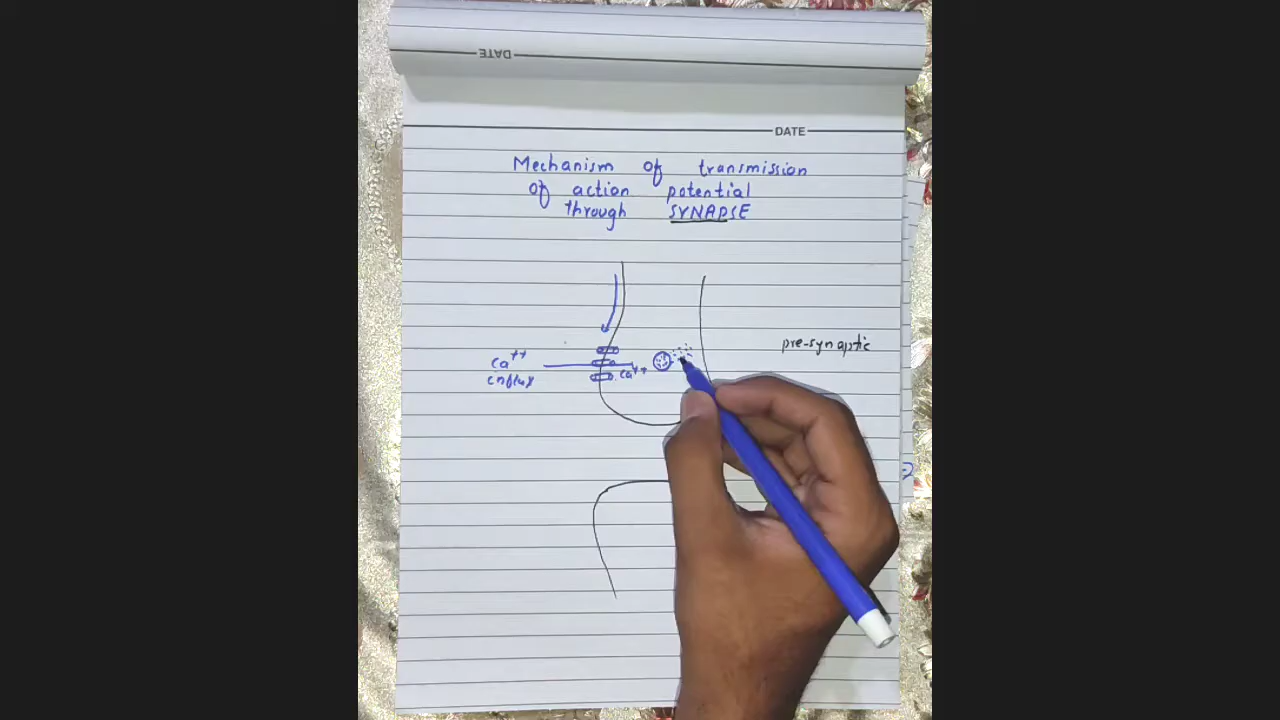 DATE
DATE
Mechanism of transmission
of action potential
through SYNAPSE
pre-synaptic
Ca++
influx
Ca++